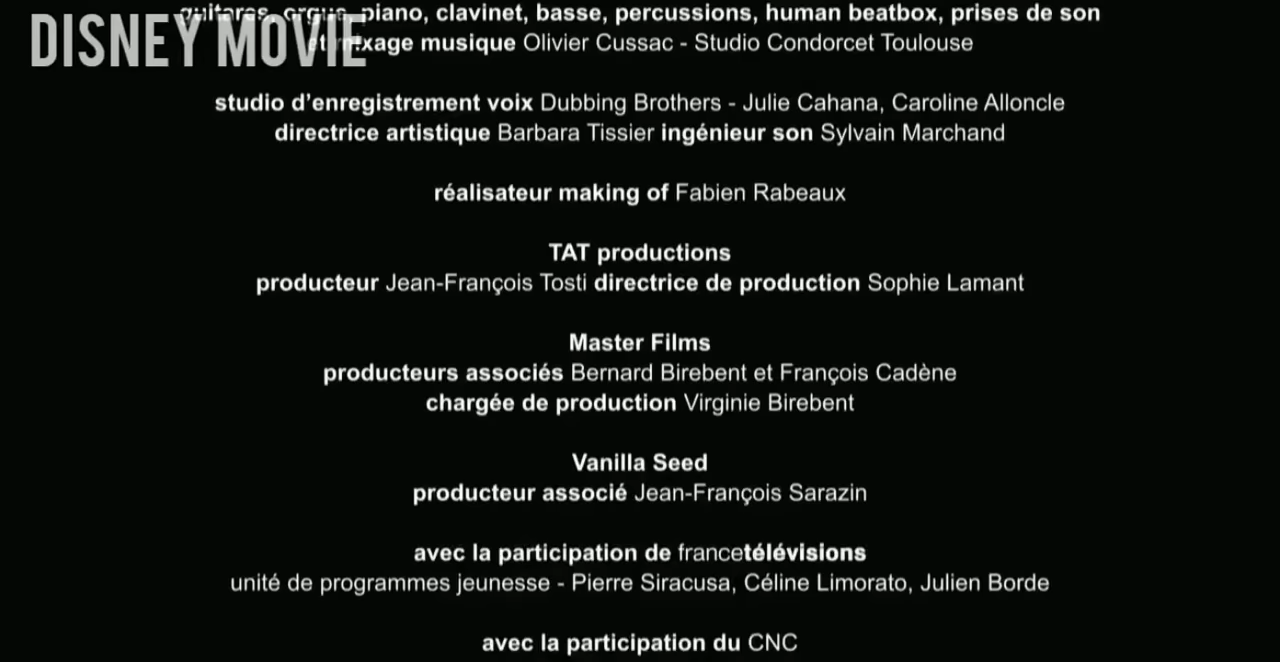 guitares, orgue, piano, clavinet, basse, percussions, human beatbox, prises de son
DISNEY MOVIE
et mixage musique Olivier Cussac - Studio Condorcet Toulouse
studio d'enregistrement voix Dubbing Brothers - Julie Cahana, Caroline Alloncle
directrice artistique Barbara Tissier ingénieur son Sylvain Marchand
réalisateur making of Fabien Rabeaux
TAT productions
producteur Jean-François Tosti directrice de production Sophie Lamant
Master Films
producteurs associés Bernard Birebent et François Cadène
chargée de production Virginie Birebent
Vanilla Seed
producteur associé Jean-François Sarazin
avec la participation de francetélévisions
unité de programmes jeunesse - Pierre Siracusa, Céline Limorato, Julien Borde
avec la participation du CNC